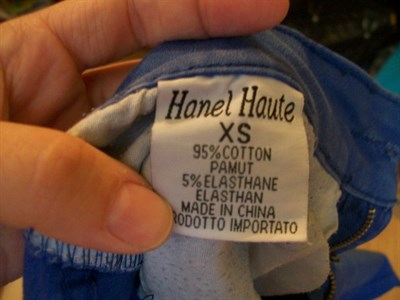 Hanel Haute
XS
95% COTTON
PAMUT
5% ELASTHANE
ELASTHAN
MADE IN CHINA
RODOTTO IMPORTATO